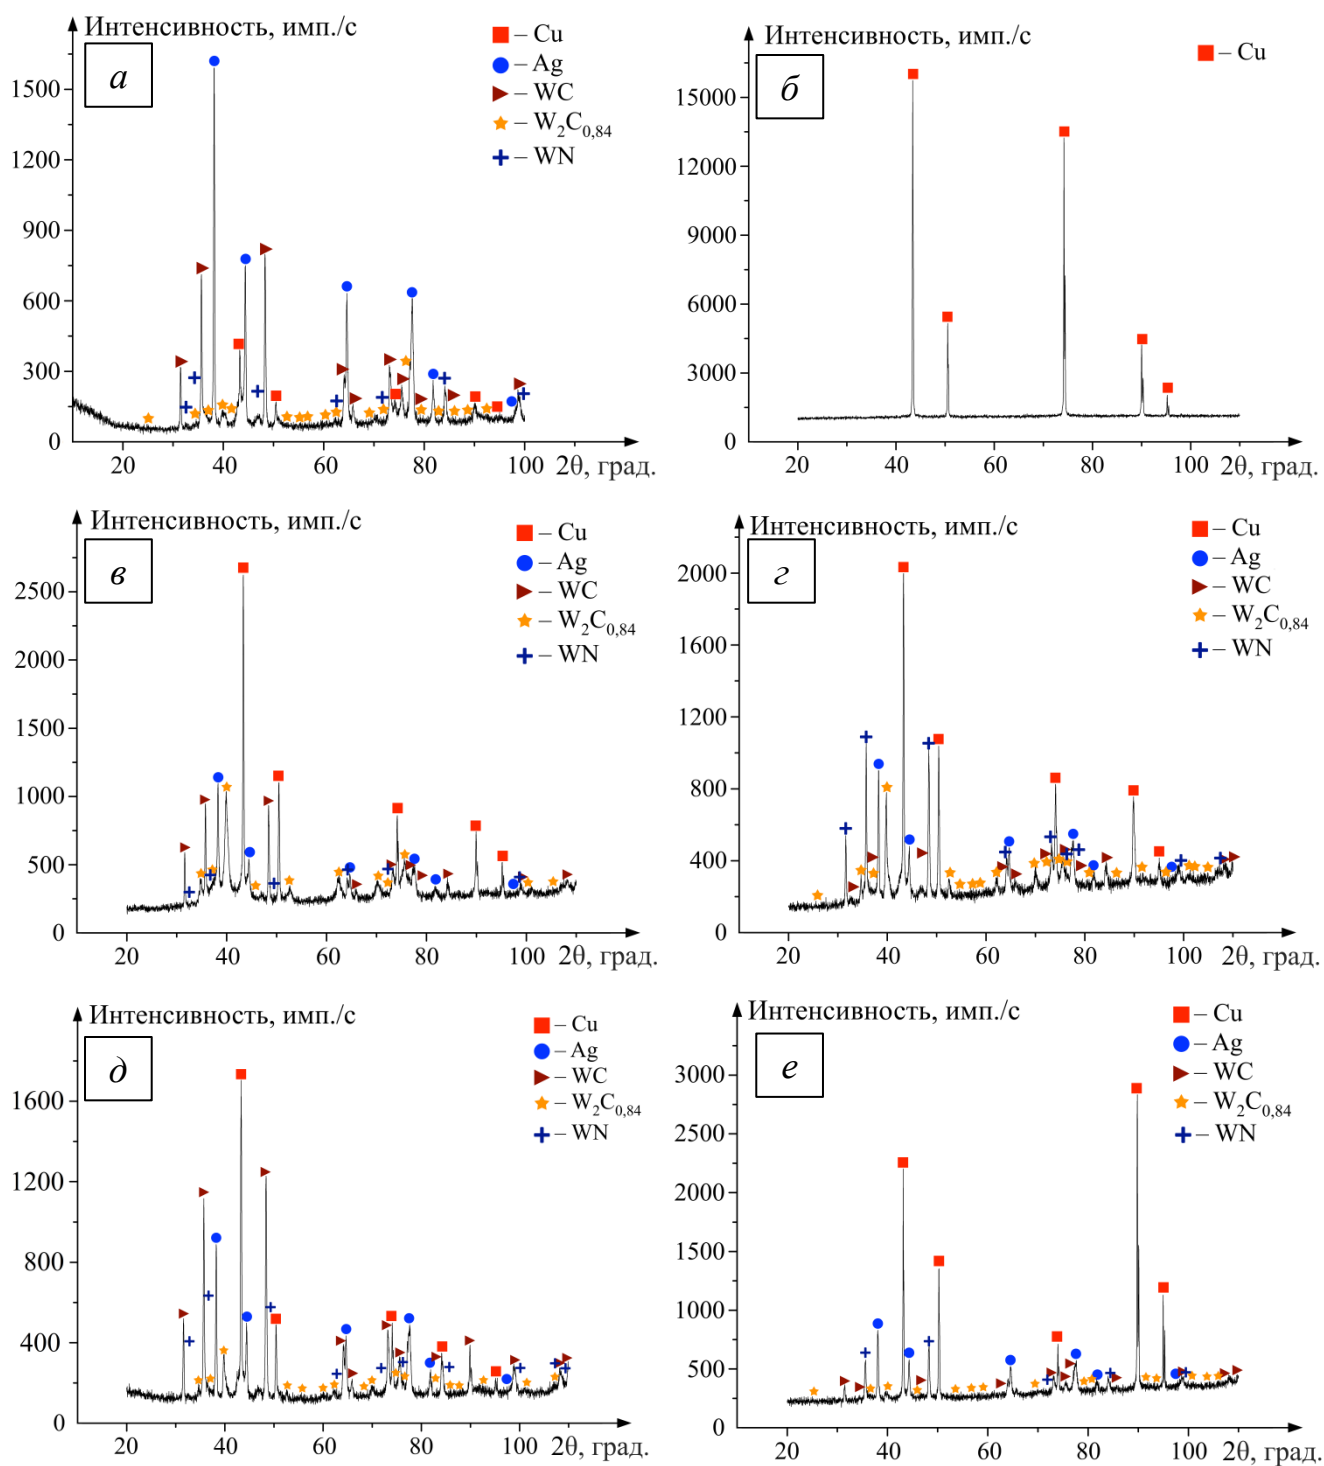 Интенсивность, имп./с
а
– Cu
– Ag
– WC
– W2C0,84
– WN
1500
1200
900
600
300
0
20 40 60 80 100 2θ, град.
Интенсивность, имп./с
б
– Cu
15000
12000
9000
6000
3000
0
20 40 60 80 100 2θ, град.
Интенсивность, имп./с
в
– Cu
– Ag
– WC
– W2C0,84
– WN
2500
2000
1500
1000
500
0
20 40 60 80 100 2θ, град.
Интенсивность, имп./с
г
– Cu
– Ag
– WC
– W2C0,84
– WN
2000
1600
1200
800
400
0
20 40 60 80 100 2θ, град.
Интенсивность, имп./с
д
– Cu
– Ag
– WC
– W2C0,84
– WN
1600
1200
800
400
0
20 40 60 80 100 2θ, град.
Интенсивность, имп./с
е
– Cu
– Ag
– WC
– W2C0,84
– WN
3000
2500
2000
1500
1000
500
0
20 40 60 80 100 2θ, град.